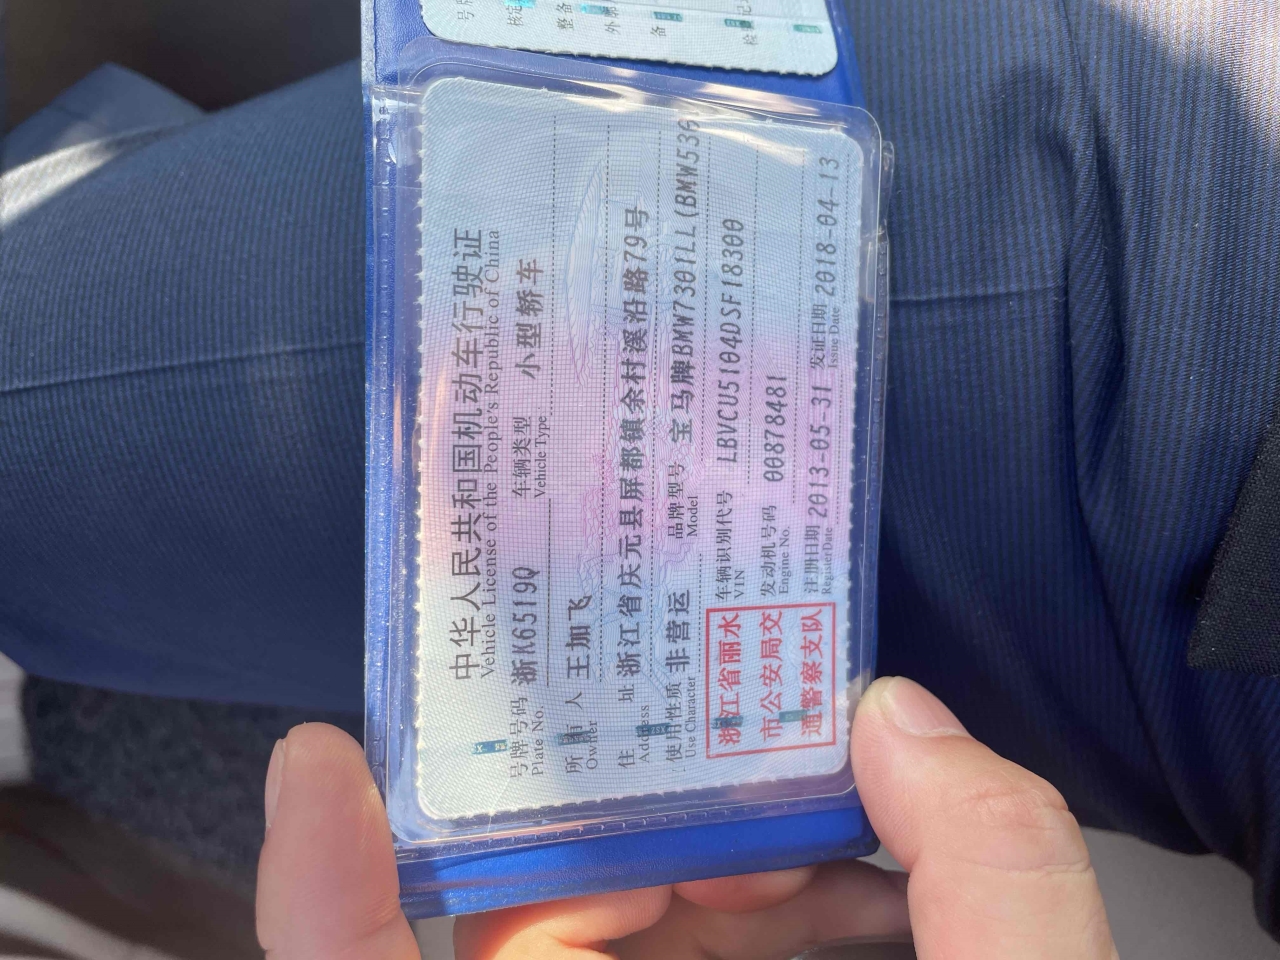 中华人民共和国机动车行驶证
Vehicle License of the People's Republic of China
号牌号码 浙K6519Q 车辆类型 小型轿车
Plate No. Vehicle Type
所有人 王加飞
Owner
住址 浙江省庆元县屏都镇余村溪沿路79号
Address
使用性质 非营运 品牌型号 宝马牌BMW7301LL(BMW536
Use Character Model
浙江省丽水
市公安局交
通警察支队
车辆识别代号 LBVCU5104DSF18300
VIN
发动机号码 00878481
Engine No.
注册日期 2013-05-31 发证日期 2018-04-13
Register Date Issue Date